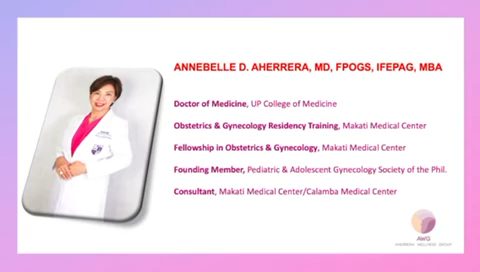 ANNEBELLE D. AHERRERA, MD, FPOGS, IFEPAG, MBA
Doctor of Medicine, UP College of Medicine
Obstetrics & Gynecology Residency Training, Makati Medical Center
Fellowship in Obstetrics & Gynecology, Makati Medical Center
Founding Member, Pediatric & Adolescent Gynecology Society of the Phil.
Consultant, Makati Medical Center/Calamba Medical Center
AWG
AHERRERA WELLNESS GROUP